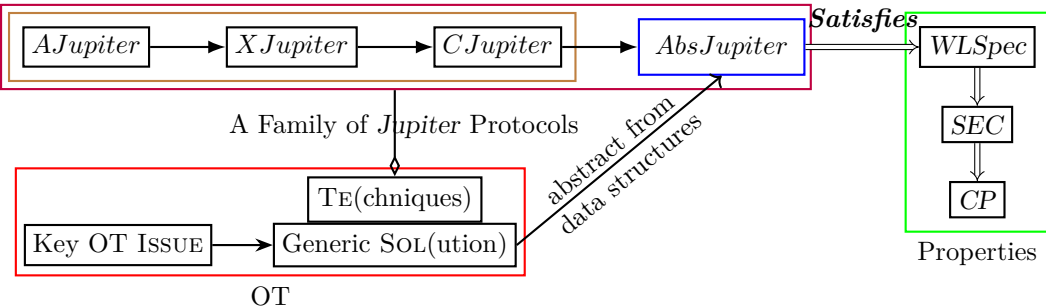 Satisfies
AJupiter
XJupiter
CJupiter
AbsJupiter
WLSpec
SEC
CP
Properties
A Family of Jupiter Protocols
abstract from
data structures
TE(chniques)
Key OT ISSUE
Generic SOL(ution)
OT